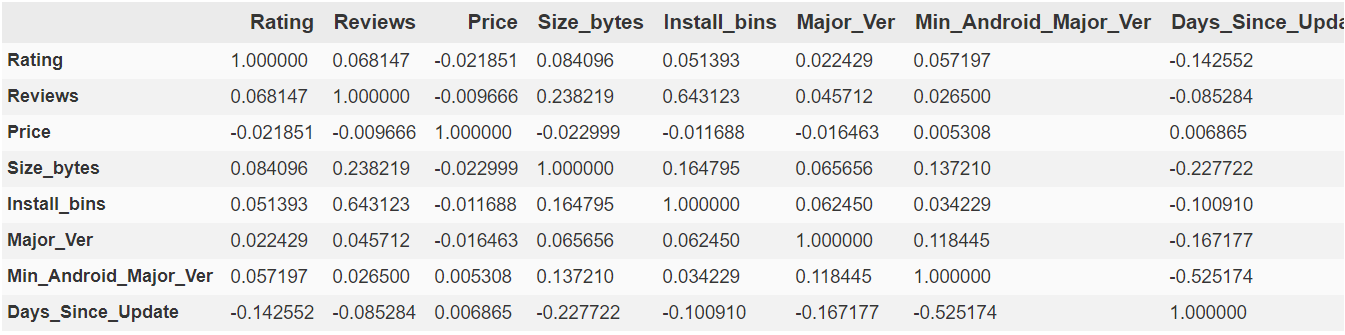 Rating Reviews Price Size_bytes Install_bins Major_Ver Min_Android_Major_Ver Days_Since_Upda
Rating 1.000000 0.068147 -0.021851 0.084096 0.051393 0.022429 0.057197 -0.142552
Reviews 0.068147 1.000000 -0.009666 0.238219 0.643123 0.045712 0.026500 -0.085284
Price -0.021851 -0.009666 1.000000 -0.022999 -0.011688 -0.016463 0.005308 0.006865
Size_bytes 0.084096 0.238219 -0.022999 1.000000 0.164795 0.065656 0.137210 -0.227722
Install_bins 0.051393 0.643123 -0.011688 0.164795 1.000000 0.062450 0.034229 -0.100910
Major_Ver 0.022429 0.045712 -0.016463 0.065656 0.062450 1.000000 0.118445 -0.167177
Min_Android_Major_Ver 0.057197 0.026500 0.005308 0.137210 0.034229 0.118445 1.000000 -0.525174
Days_Since_Update -0.142552 -0.085284 0.006865 -0.227722 -0.100910 -0.167177 -0.525174 1.000000